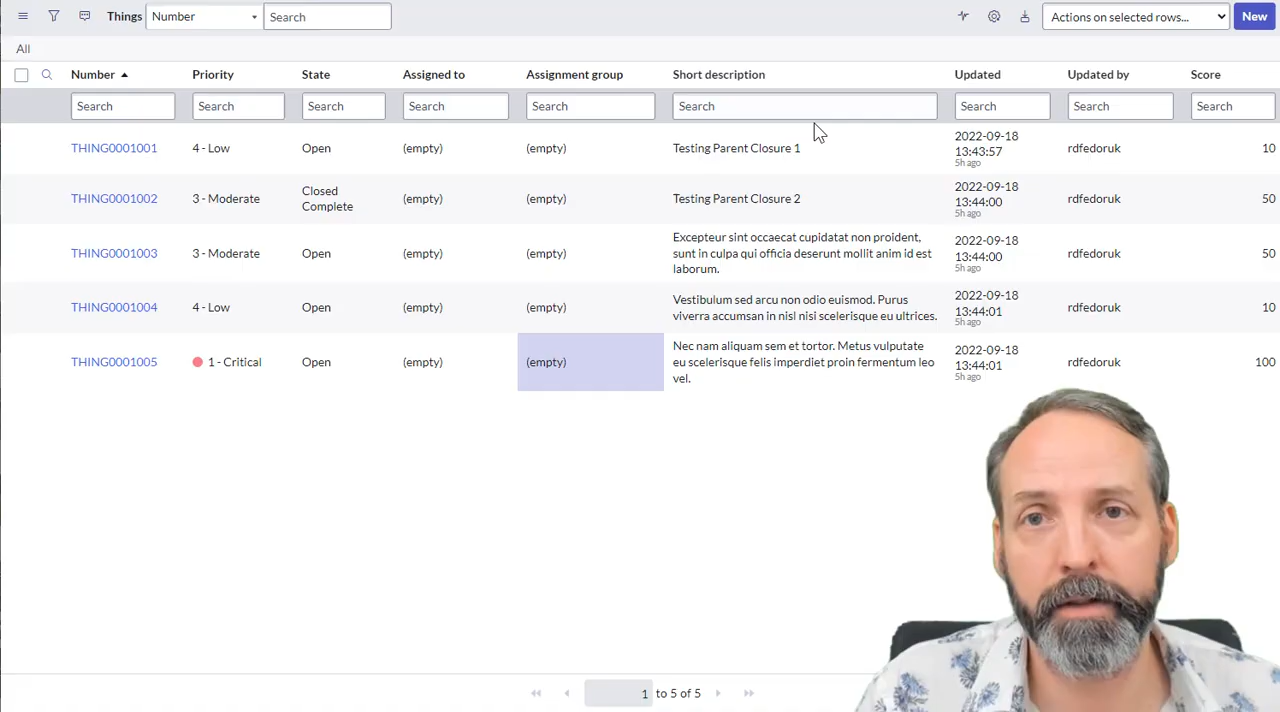 Things Number Search Actions on selected rows... New
All
Number Priority State Assigned to Assignment group Short description Updated Updated by Score
Search Search Search Search Search Search Search Search Search
THING0001001 4 - Low Open (empty) (empty) Testing Parent Closure 1 2022-09-18 13:43:57 5h ago rdfedoruk 10
THING0001002 3 - Moderate Closed Complete (empty) (empty) Testing Parent Closure 2 2022-09-18 13:44:00 5h ago rdfedoruk 50
THING0001003 3 - Moderate Open (empty) (empty) Excepteur sint occaecat cupidatat non proident, sunt in culpa qui officia deserunt mollit anim id est laborum. 2022-09-18 13:44:00 5h ago rdfedoruk 50
THING0001004 4 - Low Open (empty) (empty) Vestibulum sed arcu non odio euismod. Purus viverra accumsan in nisl nisi scelerisque eu ultrices. 2022-09-18 13:44:01 5h ago rdfedoruk 10
THING0001005 1 - Critical Open (empty) (empty) Nec nam aliquam sem et tortor. Metus vulputate eu scelerisque felis imperdiet proin fermentum leo vel. 2022-09-18 13:44:01 5h ago rdfedoruk 100
1 to 5 of 5